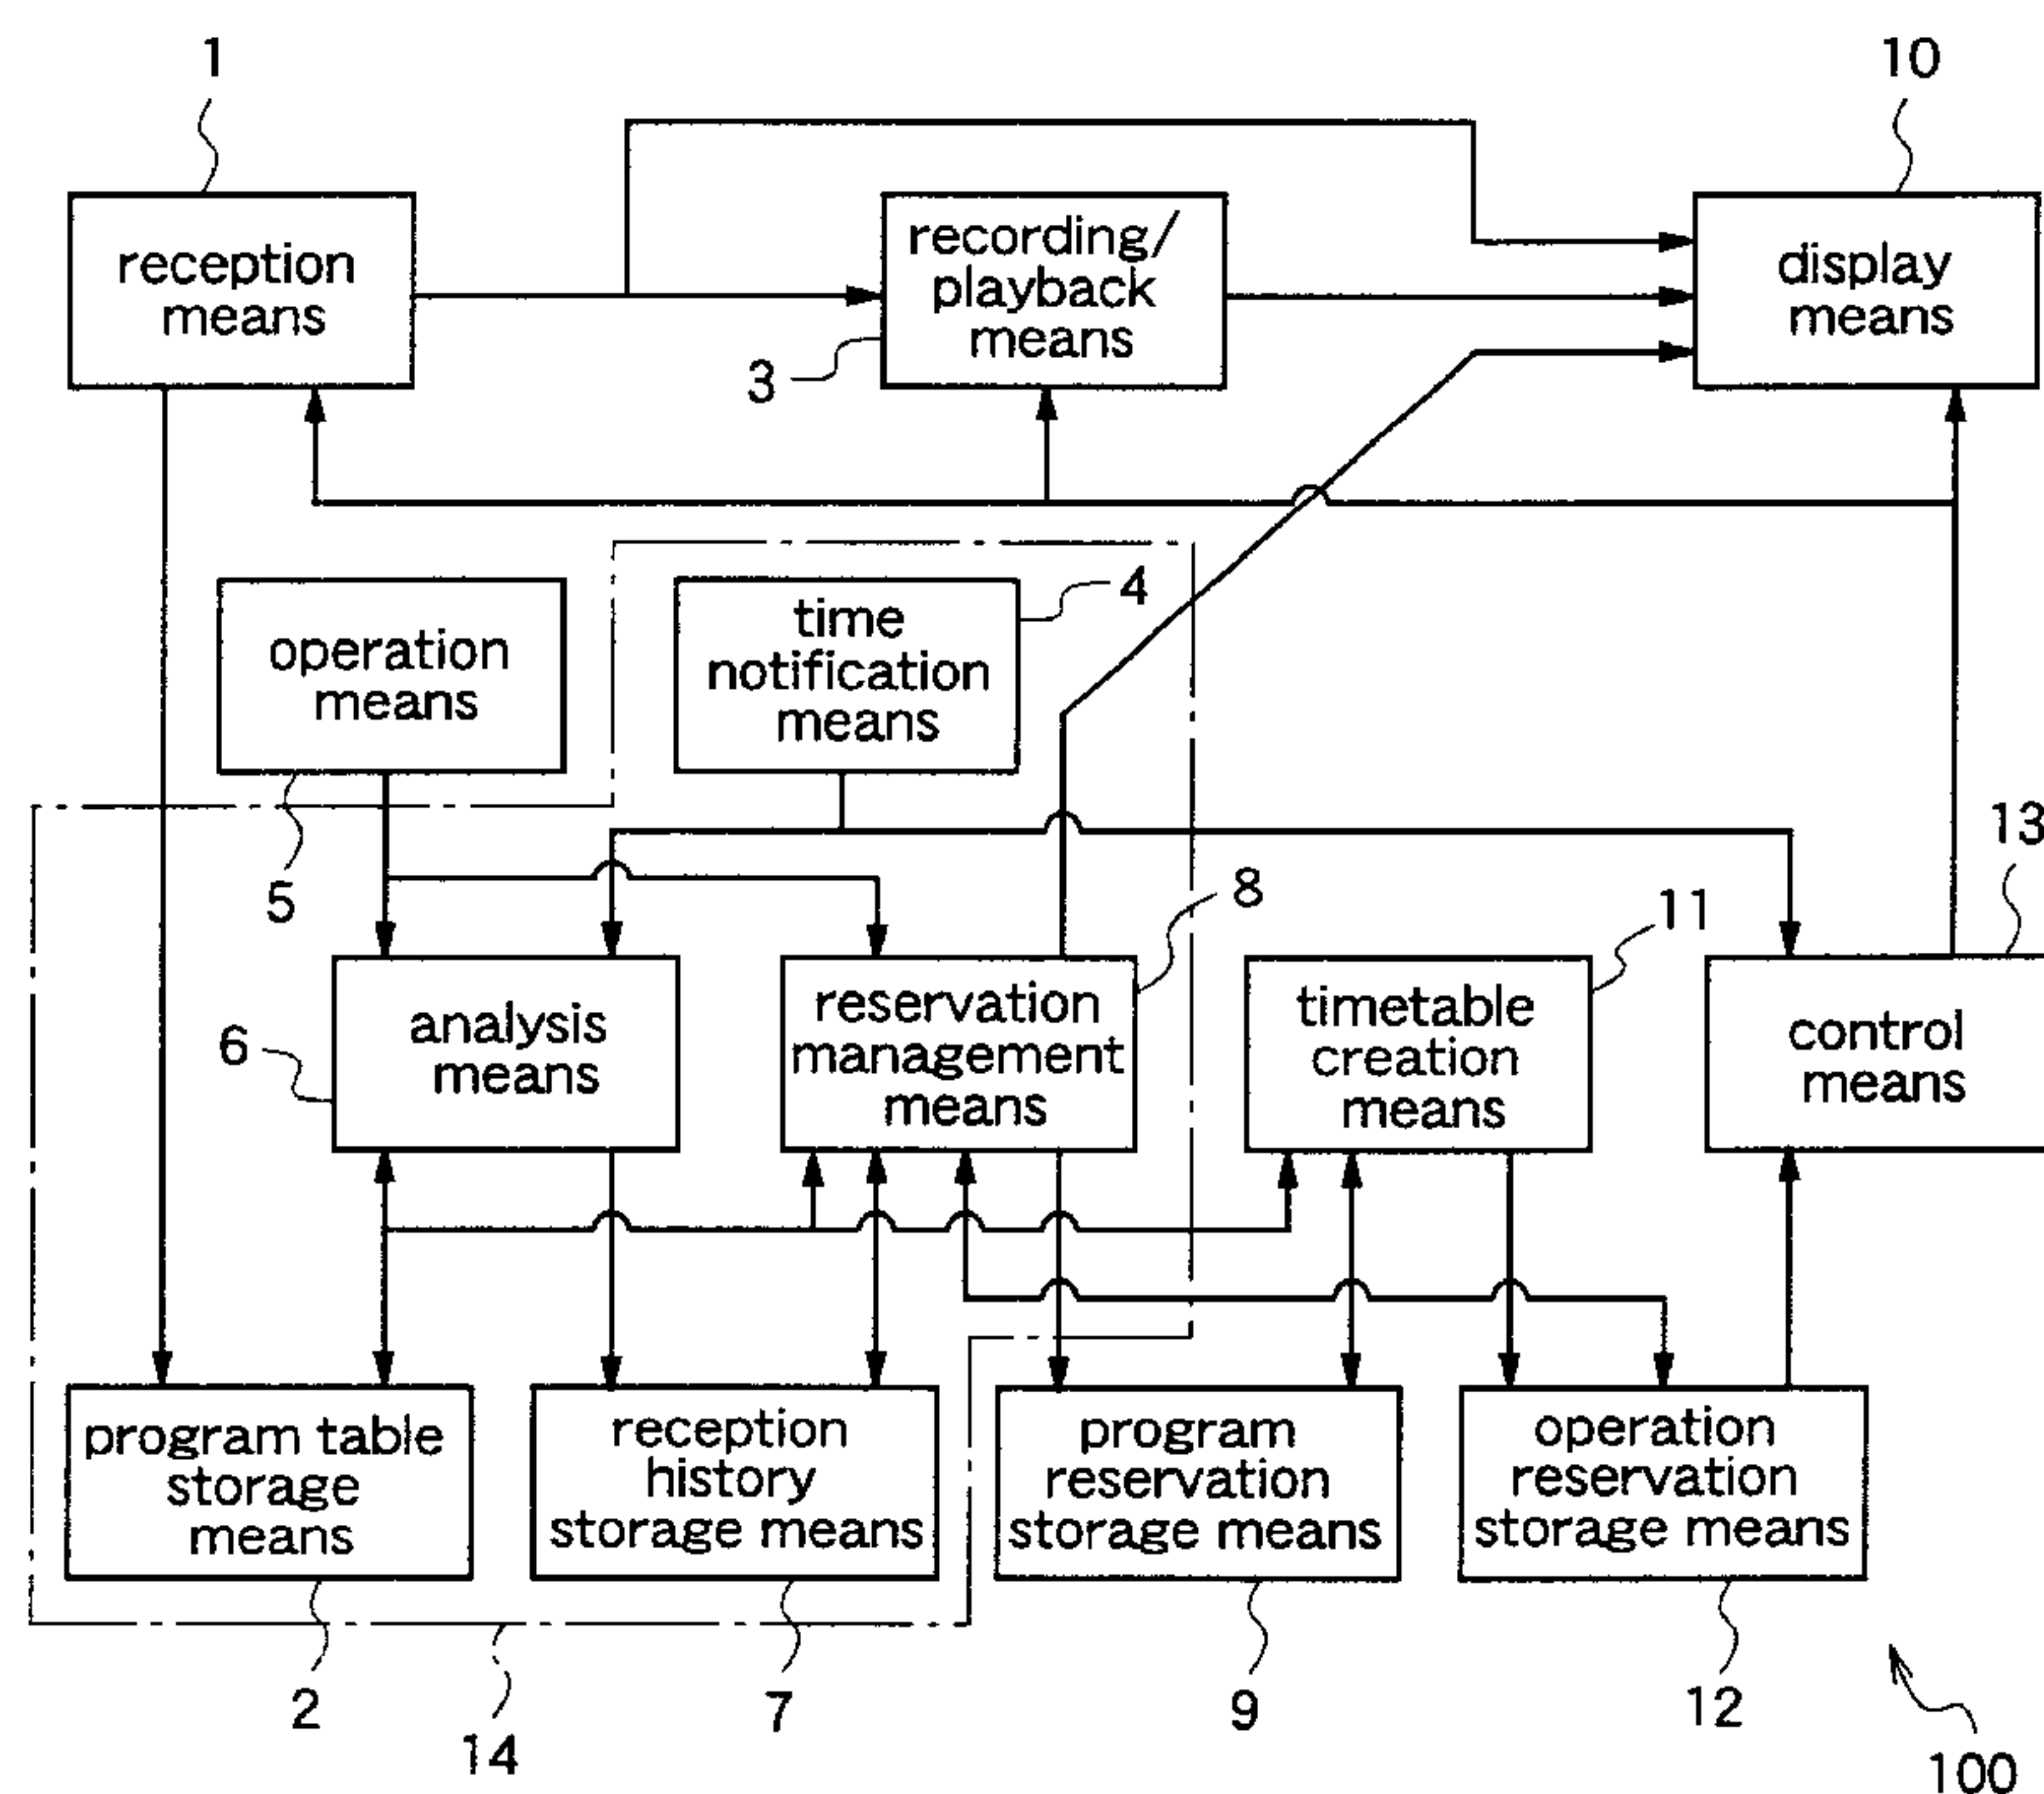 1
10
reception
means
recording/
playback
means
3
display
means
operation
means
5
time
notification
means
4
13
8
11
6
analysis
means
reservation
management
means
timetable
creation
means
control
means
program table
storage
means
reception
history
storage means
program
reservation
storage means
operation
reservation
storage means
2
14
7
9
12
100